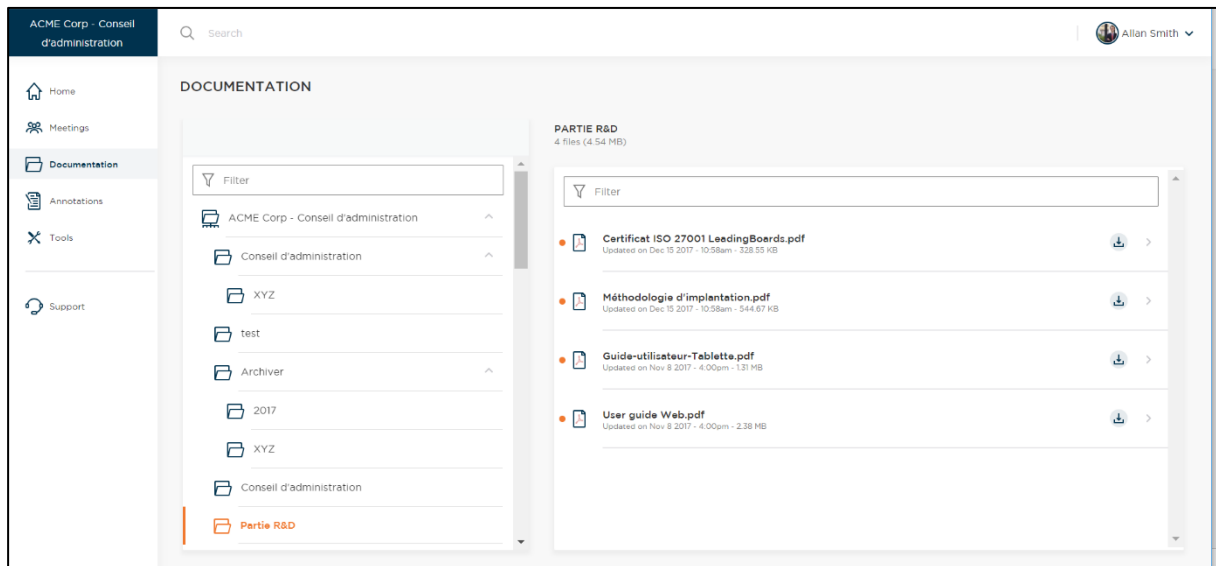 ACME Corp - Conseil
d'administration
Search
Allan Smith
Home
Meetings
Documentation
Annotations
Tools
Support
DOCUMENTATION
Filter
ACME Corp - Conseil d'administration
Conseil d'administration
XYZ
test
Archiver
2017
XYZ
Conseil d'administration
Partie R&D
PARTIE R&D
4 files (4.54 MB)
Filter
Certificat ISO 27001 LeadingBoards.pdf
Updated on Dec 15 2017 - 10:58am - 328.55 KB
Méthodologie d'implantation.pdf
Updated on Dec 15 2017 - 10:58am - 544.67 KB
Guide-utilisateur-Tablette.pdf
Updated on Nov 8 2017 - 4:00pm - 1.31 MB
User guide Web.pdf
Updated on Nov 8 2017 - 4:00pm - 2.38 MB